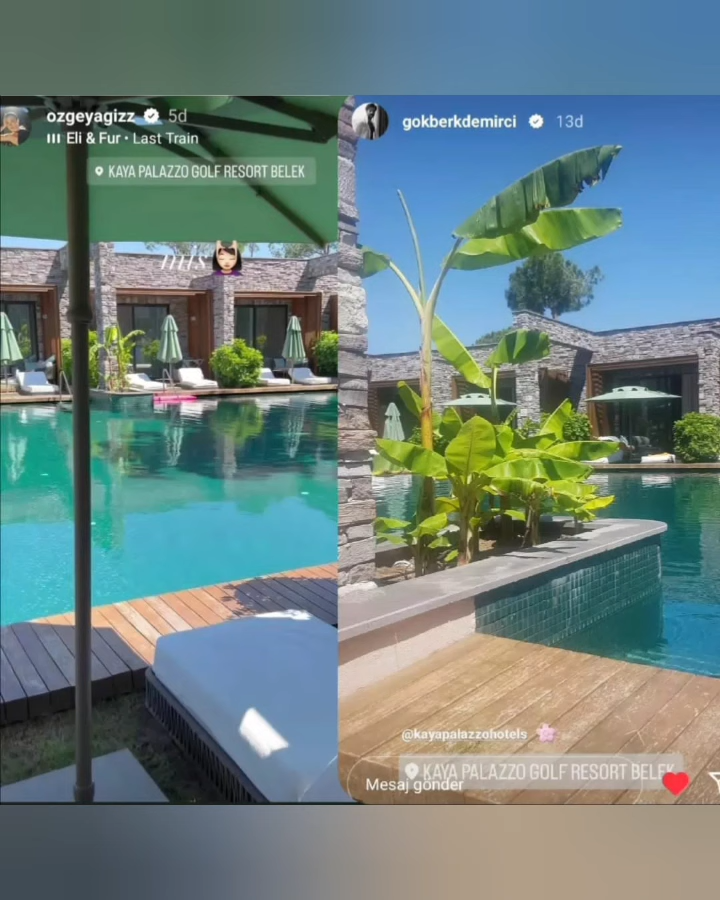 ozgeyagizz 5d
Eli & Fur • Last Train
KAYA PALAZZO GOLF RESORT BELEK
gokberkdemirci 13d
@kayapalazzohotels
KAYA PALAZZO GOLF RESORT BELEK
Mesaj gönder